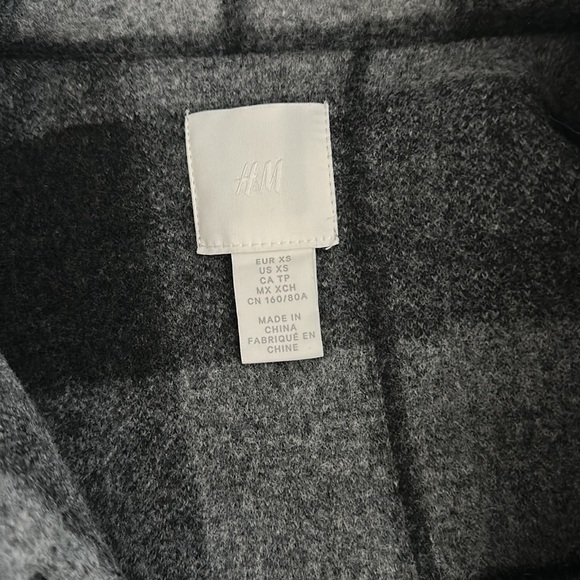 H&M
EUR XS
US XS
CA TP
MX XCH
CN 160/80A
MADE IN
CHINA
FABRIQUÉ EN
CHINE